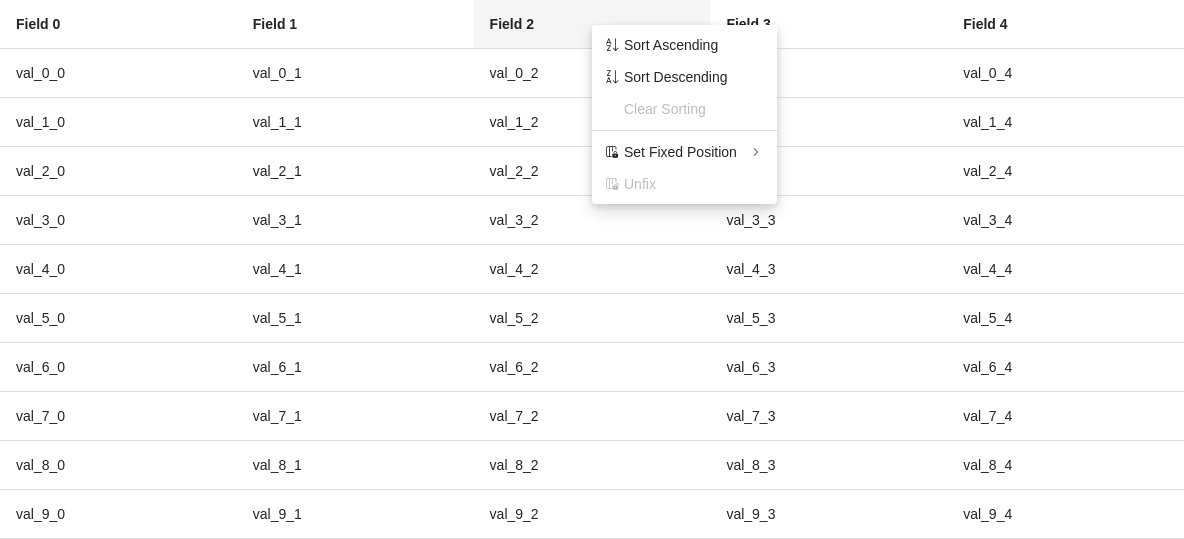 Field 0 Field 1 Field 2 Field 3 Field 4
Sort Ascending
Sort Descending
Clear Sorting
Set Fixed Position
Unfix
val_0_0 val_0_1 val_0_2 val_0_4
val_1_0 val_1_1 val_1_2 val_1_4
val_2_0 val_2_1 val_2_2 val_2_4
val_3_0 val_3_1 val_3_2 val_3_3 val_3_4
val_4_0 val_4_1 val_4_2 val_4_3 val_4_4
val_5_0 val_5_1 val_5_2 val_5_3 val_5_4
val_6_0 val_6_1 val_6_2 val_6_3 val_6_4
val_7_0 val_7_1 val_7_2 val_7_3 val_7_4
val_8_0 val_8_1 val_8_2 val_8_3 val_8_4
val_9_0 val_9_1 val_9_2 val_9_3 val_9_4